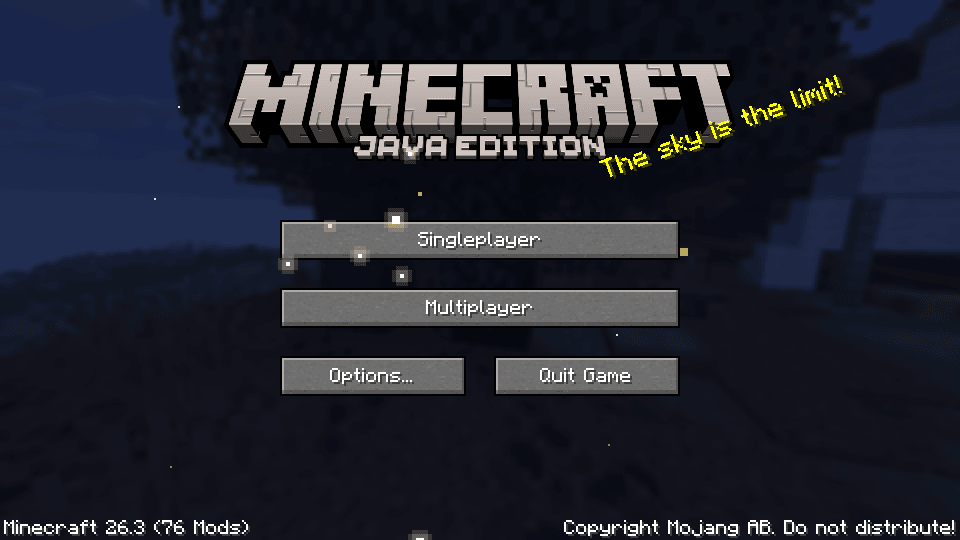 MINECRAFT
JAVA EDITION
The sky is the limit!
Singleplayer
Multiplayer
Options...
Quit Game
Minecraft 26.3 (76 Mods)
Copyright Mojang AB. Do not distribute!